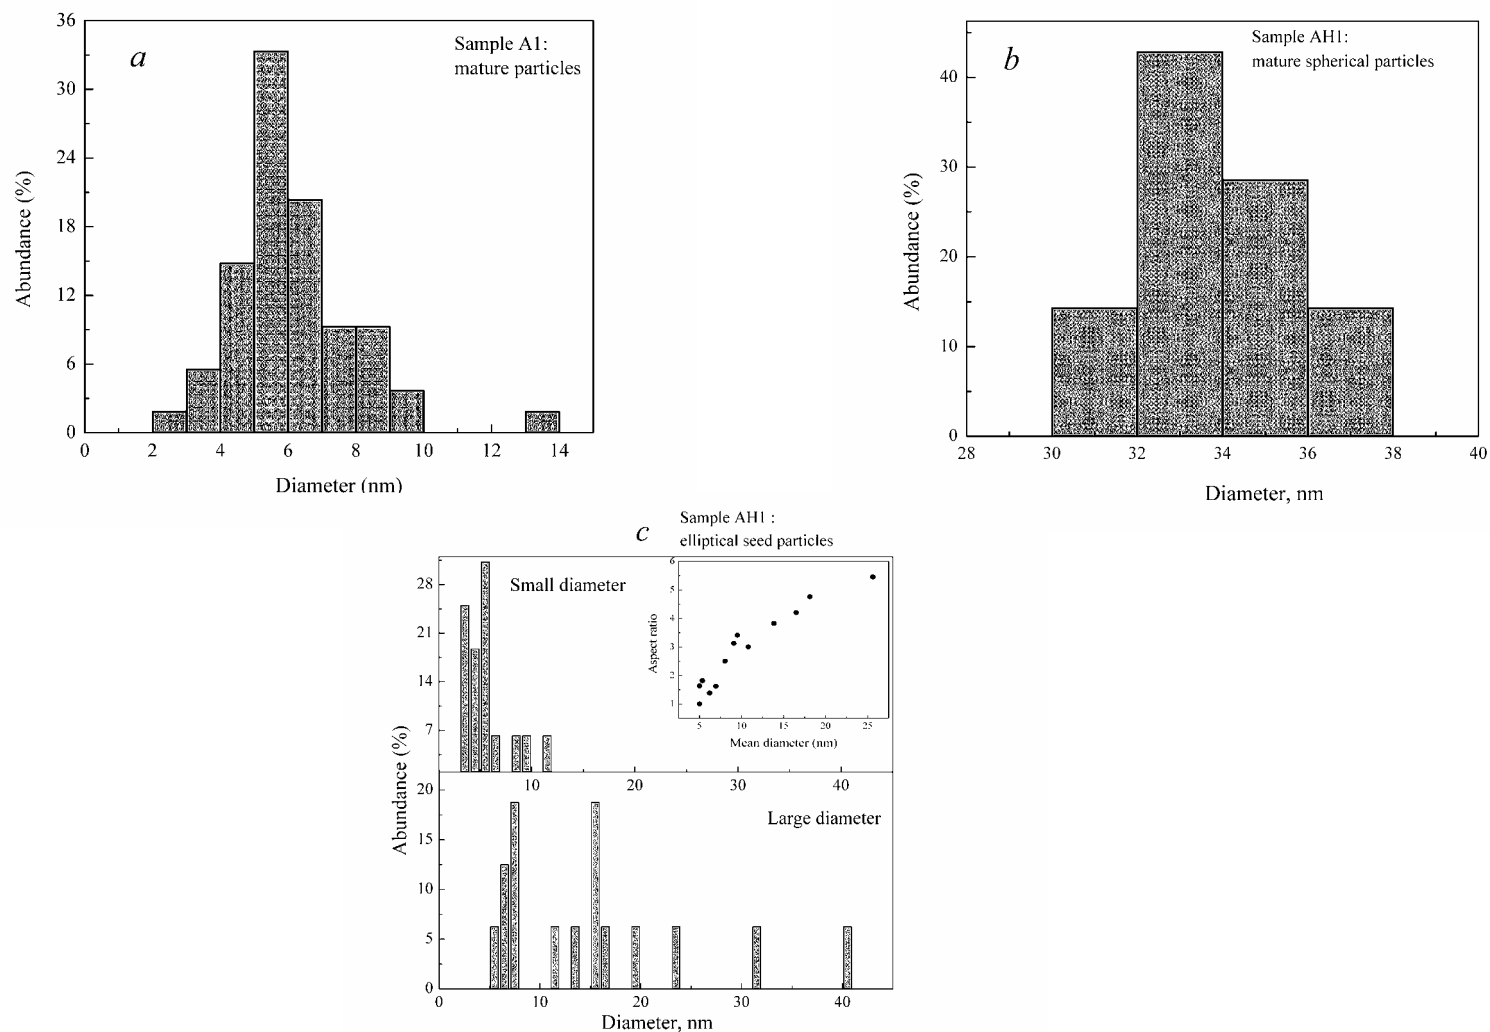 a
Sample A1:
mature particles
36
30
24
18
12
6
0
Abundance (%)
0 2 4 6 8 10 12 14
Diameter (nm)
b
Sample AH1:
mature spherical particles
40
30
20
10
0
Abundance (%)
28 30 32 34 36 38 40
Diameter, nm
c
Sample AH1 :
elliptical seed particles
Small diameter
28
21
14
7
10 20 30 40
6
5
4
3
2
1
Aspect ratio
5 10 15 20 25
Mean diameter (nm)
Abundance (%)
Large diameter
20
15
10
5
0
0 10 20 30 40
Diameter, nm